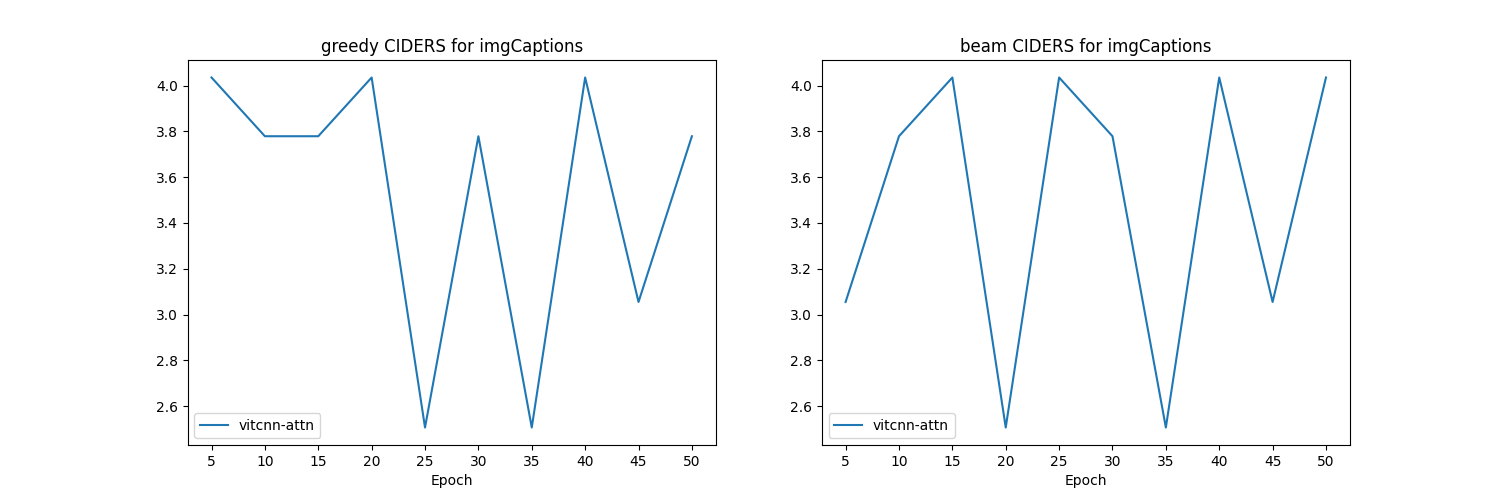 greedy CIDERS for imgCaptions
4.0
3.8
3.6
3.4
3.2
3.0
2.8
2.6
vitcnn-attn
5 10 15 20 25 30 35 40 45 50
Epoch
beam CIDERS for imgCaptions
4.0
3.8
3.6
3.4
3.2
3.0
2.8
2.6
vitcnn-attn
5 10 15 20 25 30 35 40 45 50
Epoch